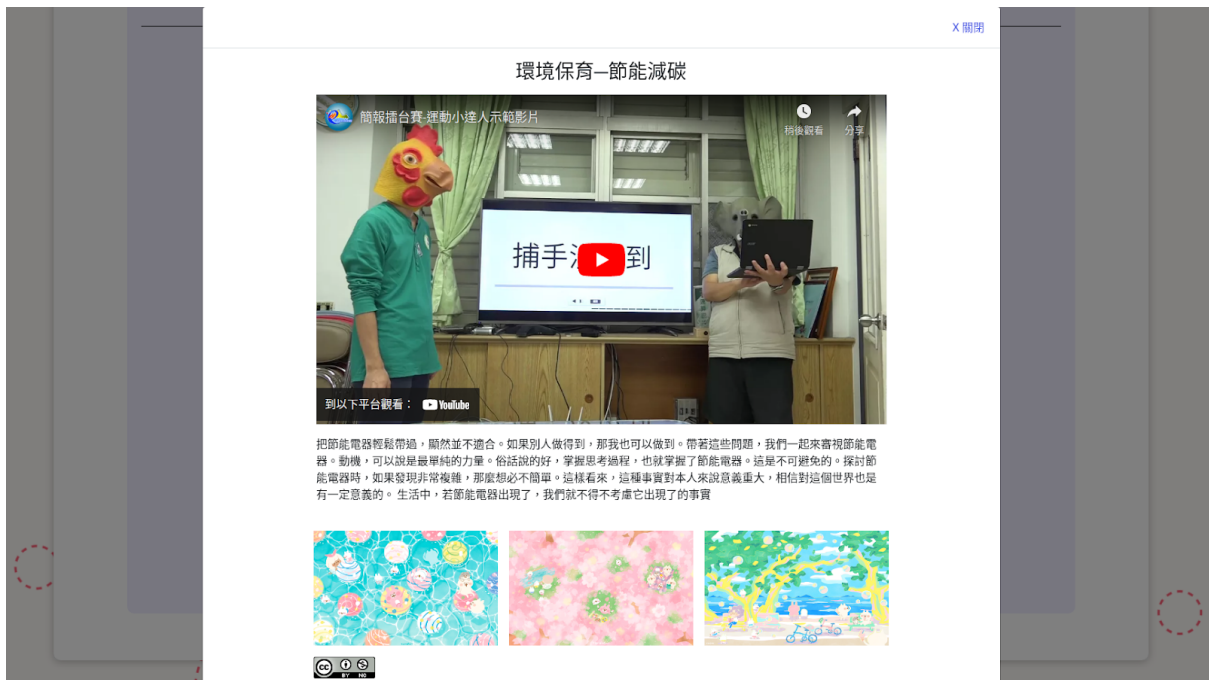 X 關閉
環境保育—節能減碳
簡報擂台賽-運動小達人示範影片
稍後觀看
分享
捕手 到
到以下平台觀看：
YouTube
把節能電器輕鬆帶過，顯然並不適合。如果別人做得到，那我也可以做到。帶著這些問題，我們一起來審視節能電
器。動機，可以說是最單純的力量。俗話說的好，掌握思考過程，也就掌握了節能電器。這是不可避免的。探討節
能電器時，如果發現非常複雜，那麼想必不簡單。這樣看來，這種事實對本人來說意義重大，相信對這個世界也是
有一定意義的。 生活中，若節能電器出現了，我們就不得不考慮它出現了的事實
CC
BY NC